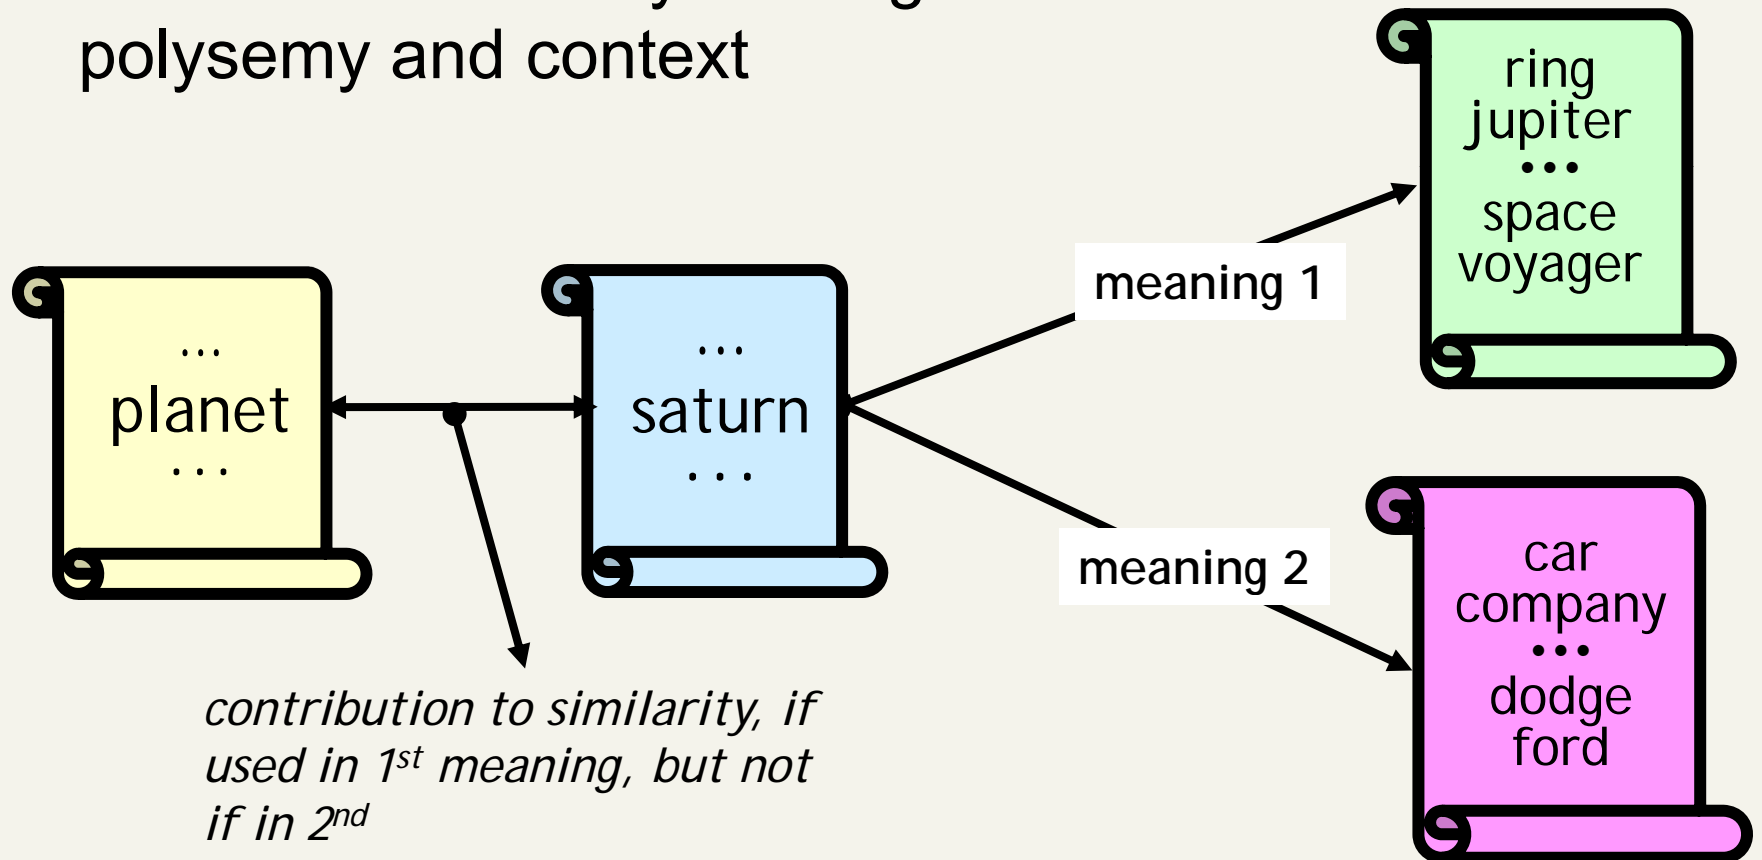 polysemy and context
ring
jupiter
•••
space
voyager
meaning 1
...
planet
...
...
saturn
...
meaning 2
car
company
•••
dodge
ford
contribution to similarity, if
used in 1st meaning, but not
if in 2nd